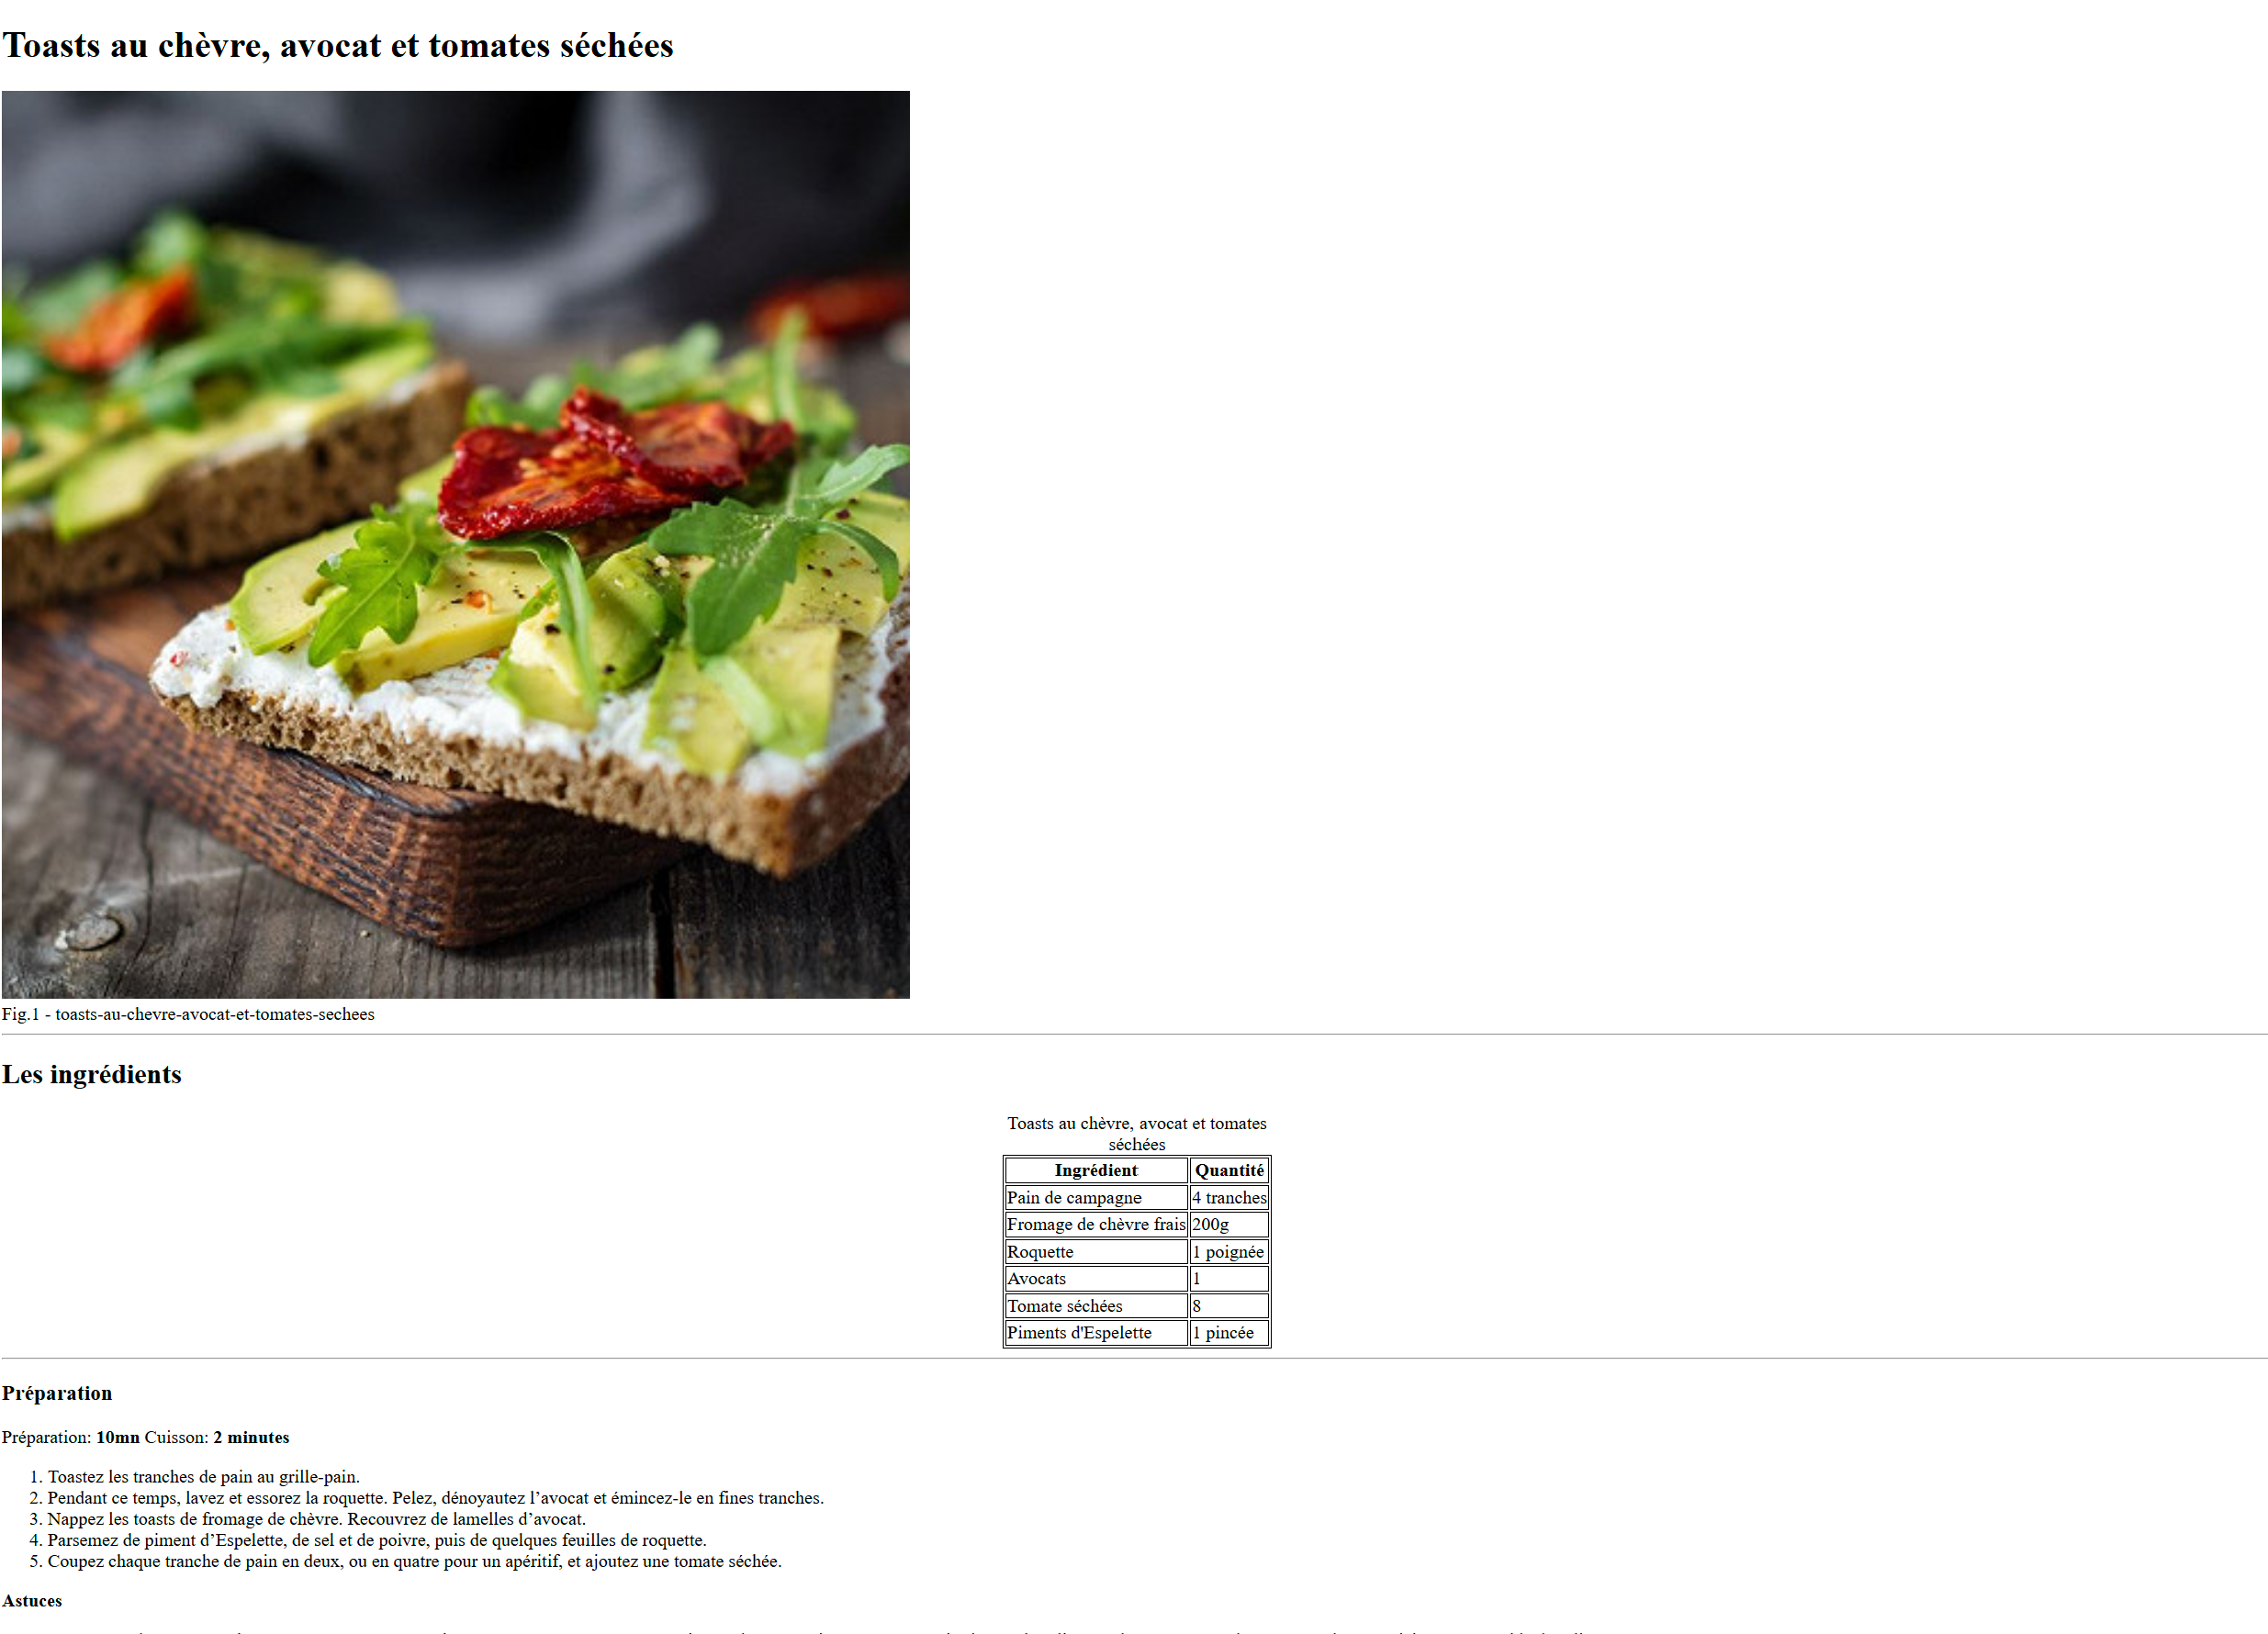 Toasts au chèvre, avocat et tomates séchées
Fig.1 - toasts-au-chevre-avocat-et-tomates-sechees
Les ingrédients
Toasts au chèvre, avocat et tomates
séchées
Ingrédient Quantité
Pain de campagne 4 tranches
Fromage de chèvre frais 200g
Roquette 1 poignée
Avocats 1
Tomate séchées 8
Piments d'Espelette 1 pincée
Préparation
Préparation: 10mn Cuisson: 2 minutes
1. Toastez les tranches de pain au grille-pain.
2. Pendant ce temps, lavez et essorez la roquette. Pelez, dénoyautez l’avocat et émincez-le en fines tranches.
3. Nappez les toasts de fromage de chèvre. Recouvrez de lamelles d’avocat.
4. Parsemez de piment d’Espelette, de sel et de poivre, puis de quelques feuilles de roquette.
5. Coupez chaque tranche de pain en deux, ou en quatre pour un apéritif, et ajoutez une tomate séchée.
Astuces